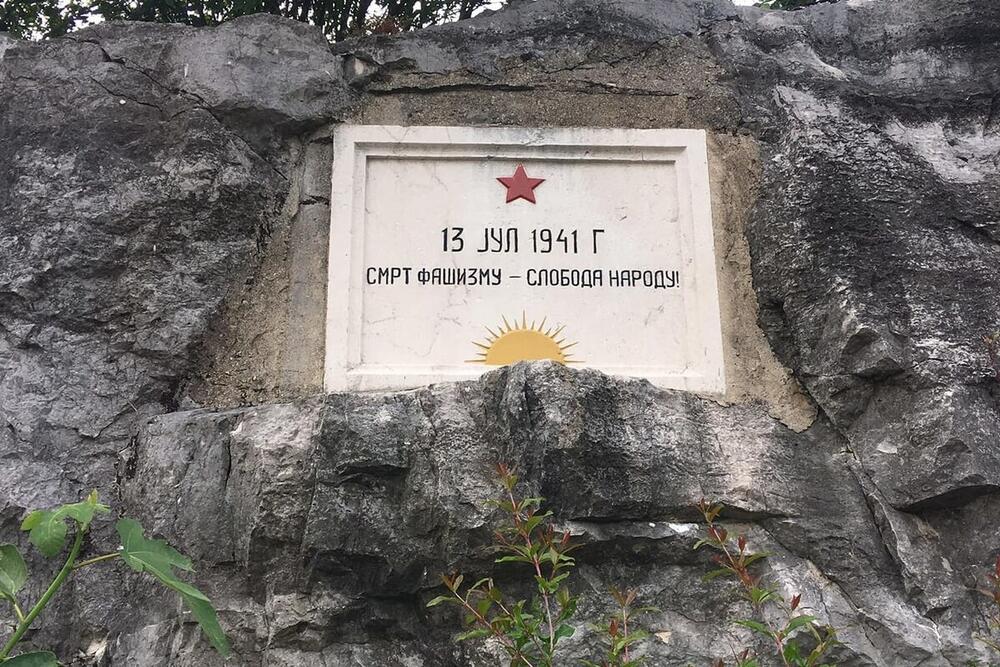 13 ЈУЛ 1941 Г
СМРТ ФАШИЗМУ – СЛОБОДА НАРОДУ!